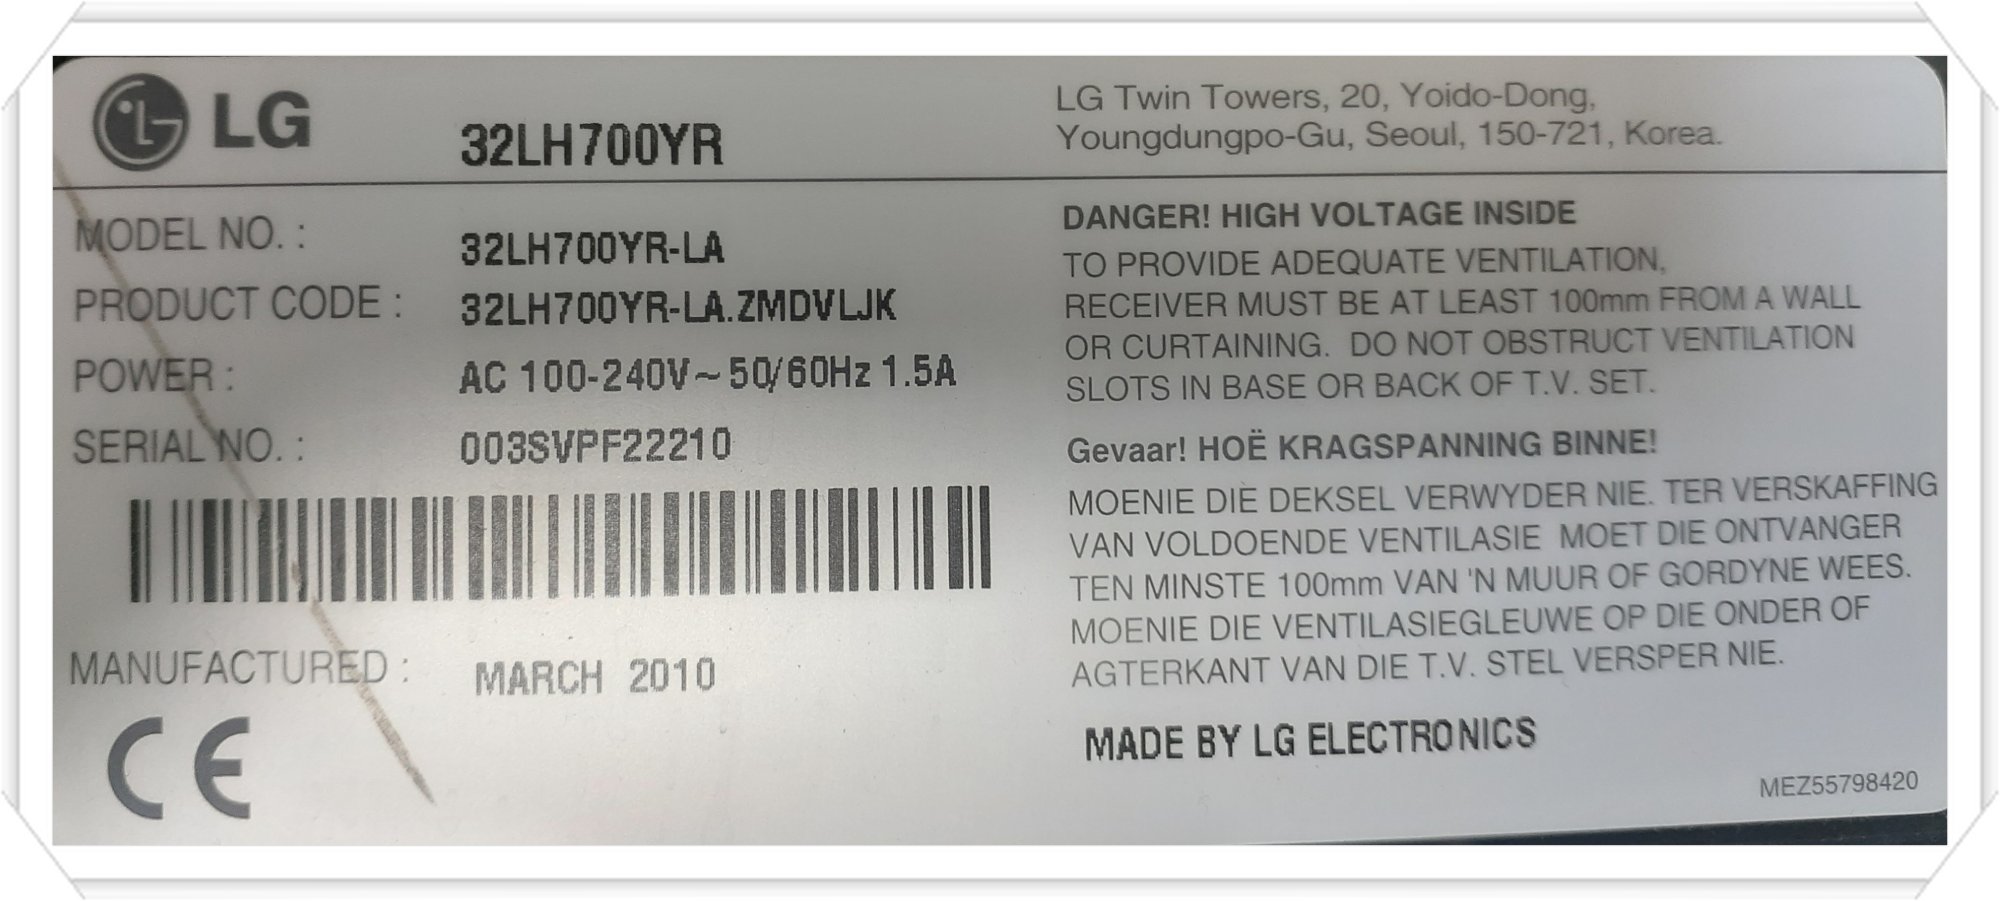 LG
32LH700YR
LG Twin Towers, 20, Yoido-Dong,
Youngdungpo-Gu, Seoul, 150-721, Korea.
MODEL NO. : 32LH700YR-LA
PRODUCT CODE : 32LH700YR-LA.ZMDVLJK
POWER : AC 100-240V~50/60Hz 1.5A
SERIAL NO. : 003SVPF22210
MANUFACTURED : MARCH 2010
CE
DANGER! HIGH VOLTAGE INSIDE
TO PROVIDE ADEQUATE VENTILATION,
RECEIVER MUST BE AT LEAST 100mm FROM A WALL
OR CURTAINING. DO NOT OBSTRUCT VENTILATION
SLOTS IN BASE OR BACK OF T.V. SET.
Gevaar! HOË KRAGSPANNING BINNE!
MOENIE DIE DEKSEL VERWYDER NIE. TER VERSKAFFING
VAN VOLDOENDE VENTILASIE MOET DIE ONTVANGER
TEN MINSTE 100mm VAN 'N MUUR OF GORDYNE WEES.
MOENIE DIE VENTILASIEGLEUWE OP DIE ONDER OF
AGTERKANT VAN DIE T.V. STEL VERSPER NIE.
MADE BY LG ELECTRONICS
MEZ55798420